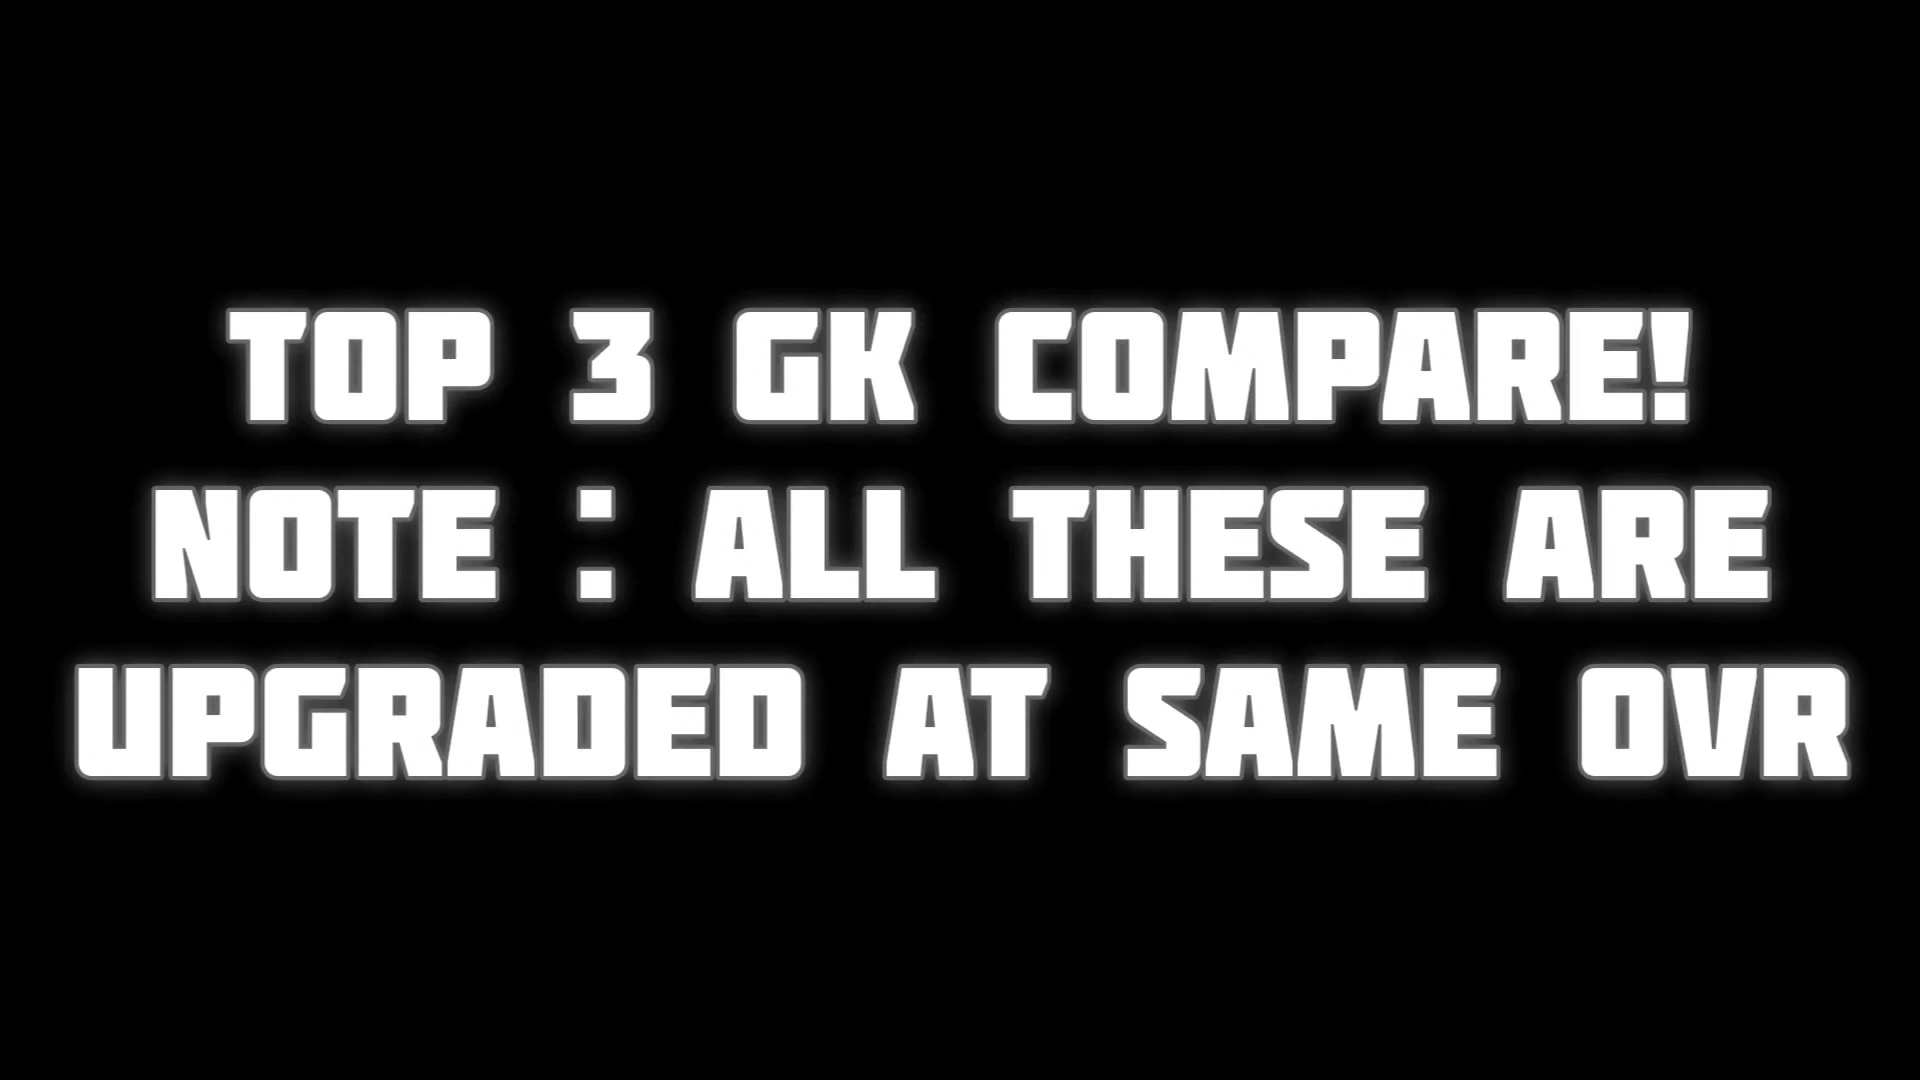 TOP 3 GK COMPARE!
NOTE : ALL THESE ARE
UPGRADED AT SAME OVR